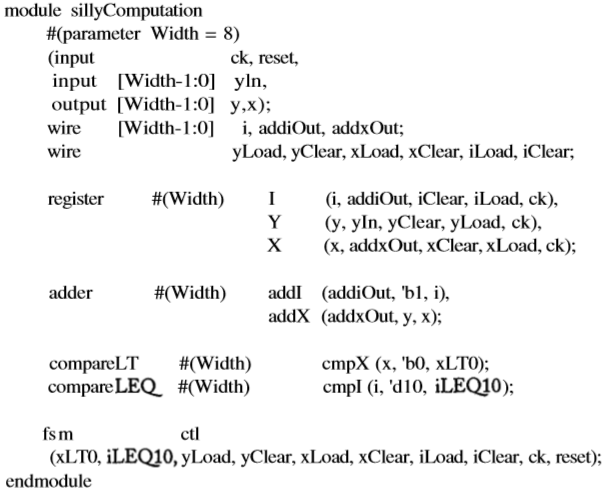 module sillyComputation
#(parameter Width = 8)
(input ck, reset,
input [Width-1:0] yIn,
output [Width-1:0] y,x);
wire [Width-1:0] i, addiOut, addxOut;
wire yLoad, yClear, xLoad, xClear, iLoad, iClear;
register #(Width) I (i, addiOut, iClear, iLoad, ck),
Y (y, yIn, yClear, yLoad, ck),
X (x, addxOut, xClear, xLoad, ck);
adder #(Width) addI (addiOut, 'b1, i),
addX (addxOut, y, x);
compareLT #(Width) cmpX (x, 'b0, xLT0);
compareLEQ #(Width) cmpI (i, 'd10, iLEQ10);
fsm ctl
(xLT0, iLEQ10, yLoad, yClear, xLoad, xClear, iLoad, iClear, ck, reset);
endmodule